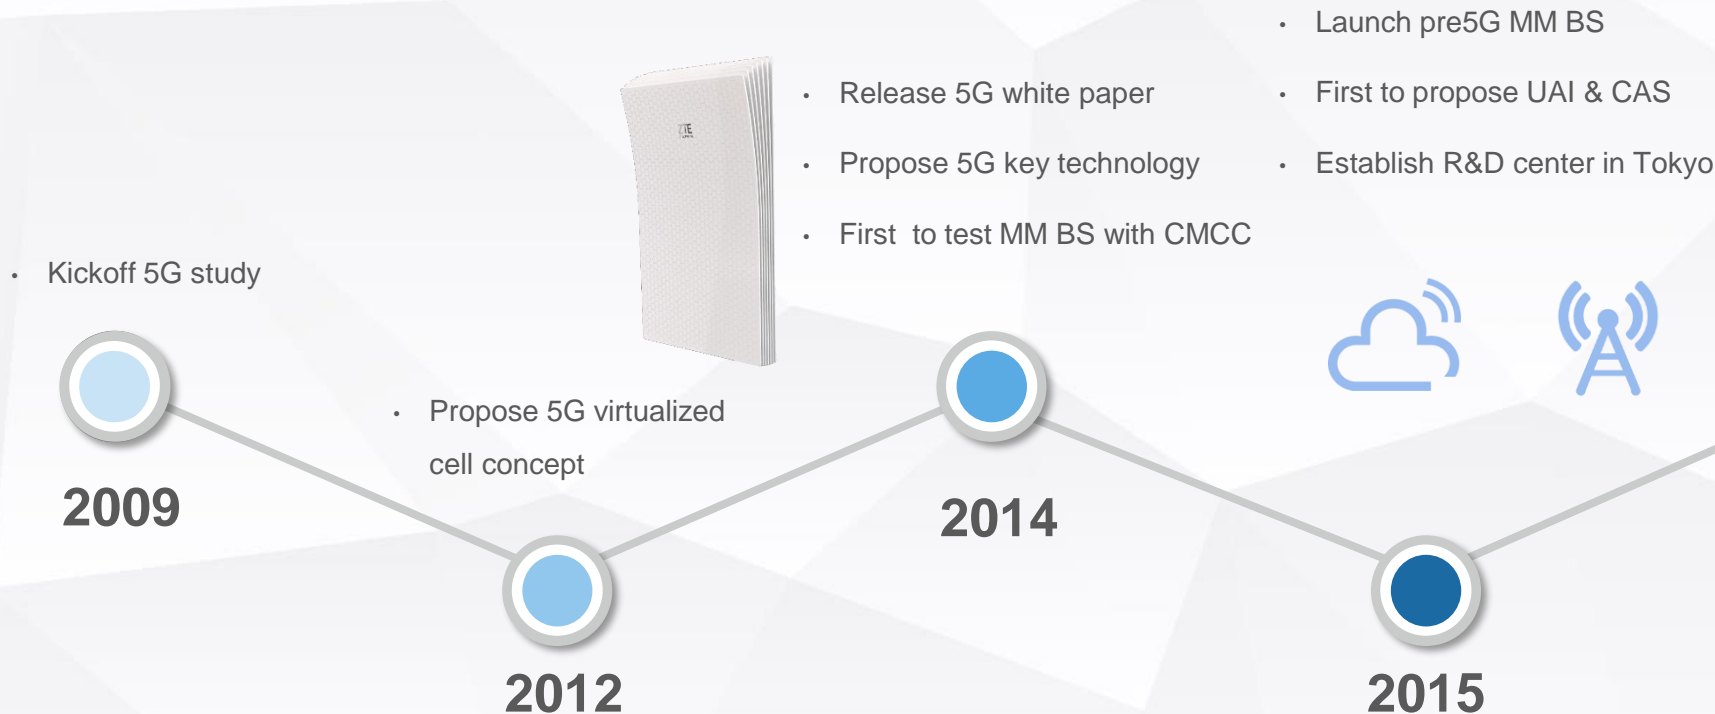 Launch pre5G MM BS
First to propose UAI & CAS
Establish R&D center in Tokyo
ZTE
Release 5G white paper
Propose 5G key technology
First to test MM BS with CMCC
Kickoff 5G study
Propose 5G virtualized
cell concept
2009
2012
2014
2015